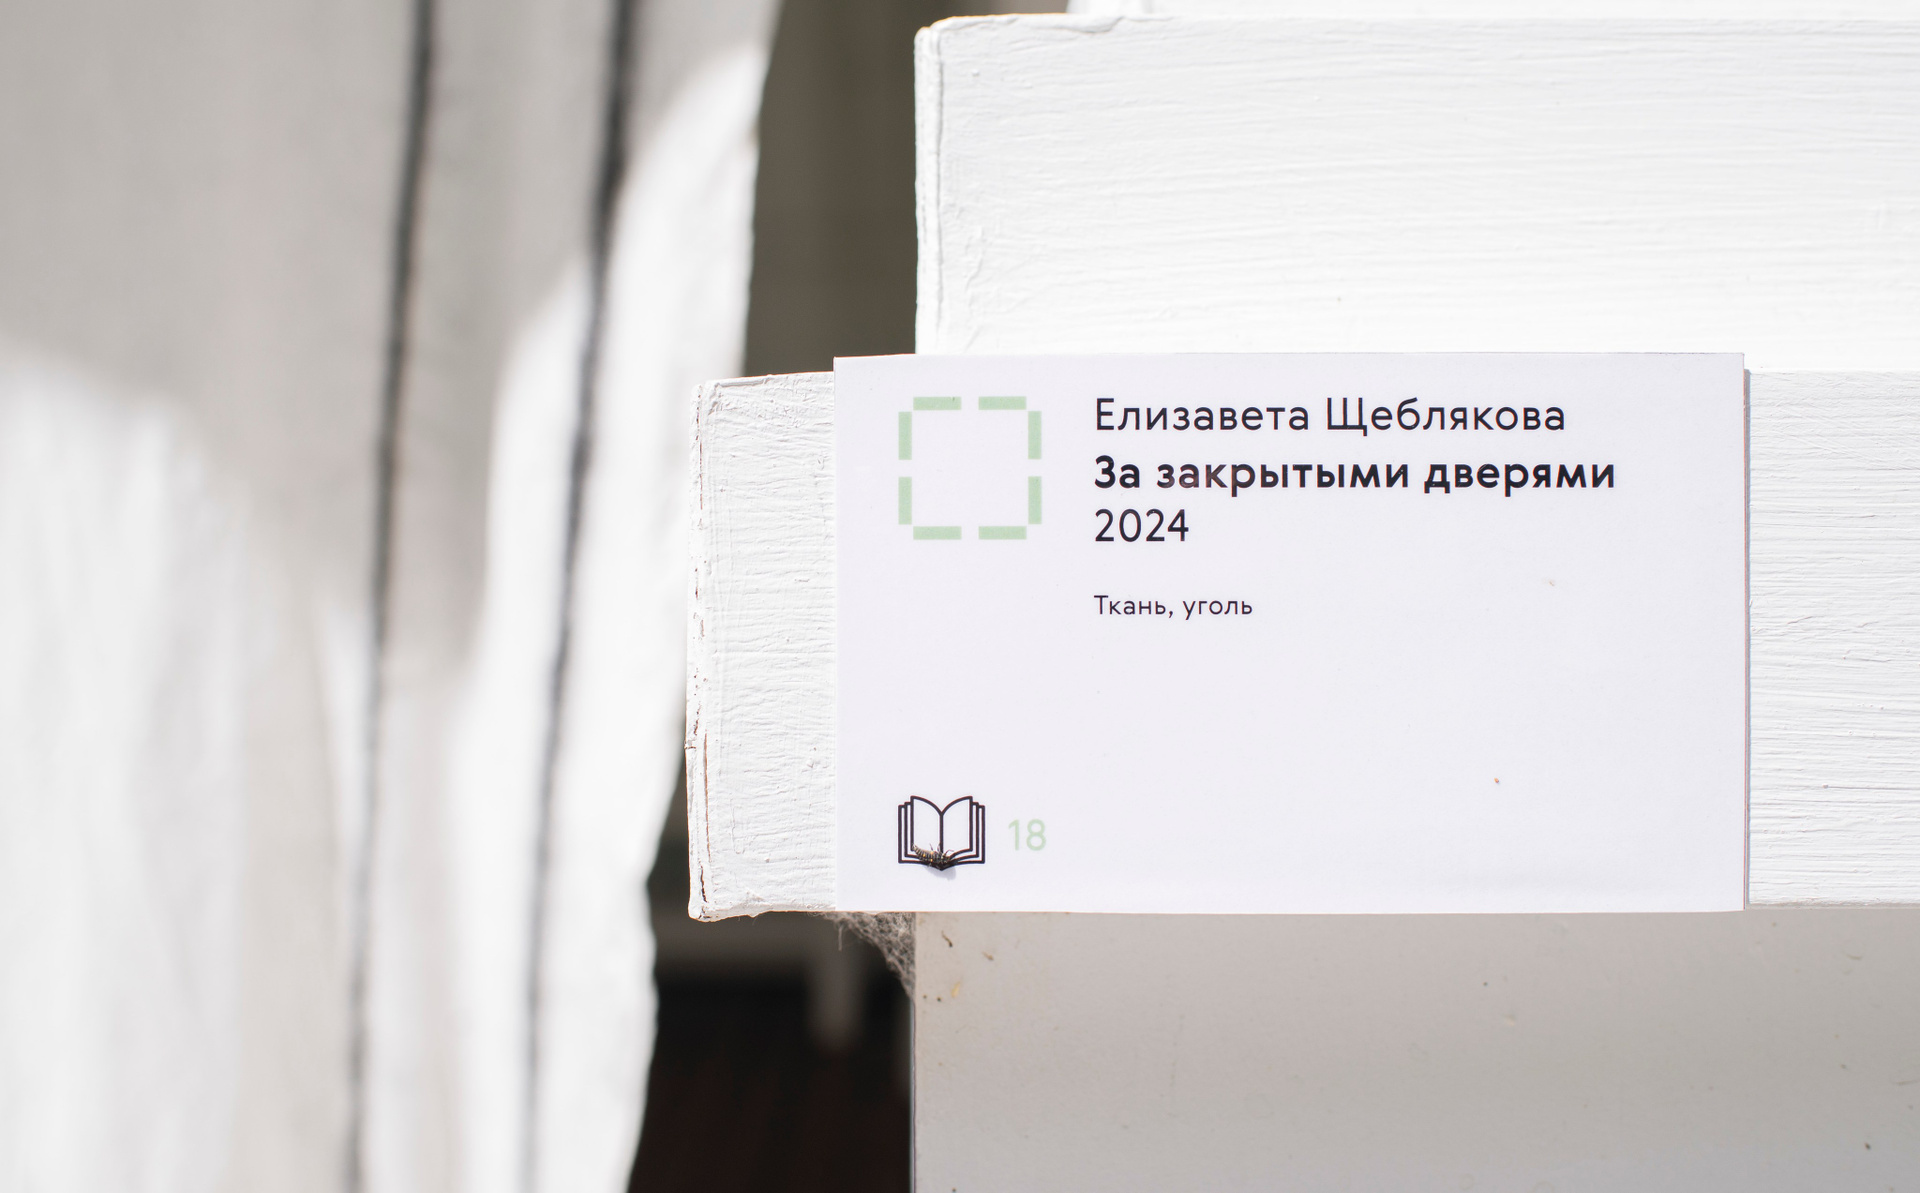 Елизавета Щеблякова
За закрытыми дверями
2024
Ткань, уголь
18